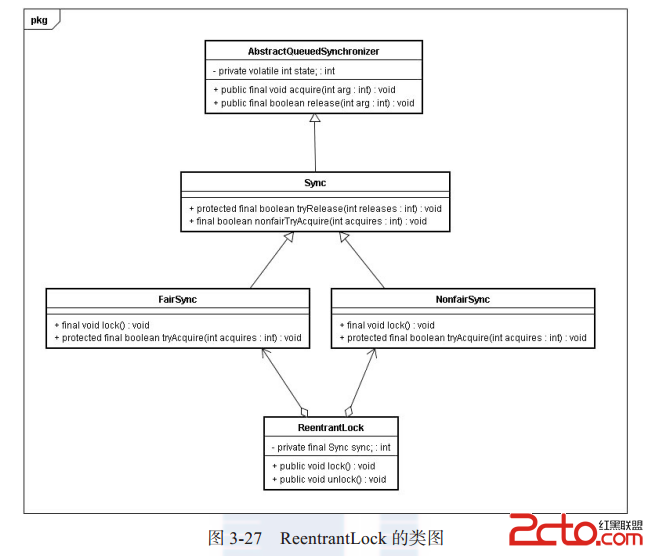 pkg
AbstractQueuedSynchronizer
- private volatile int state; : int
+ public final void acquire(int arg : int) : void
+ public final boolean release(int arg : int) : void
Sync
+ protected final boolean tryRelease(int releases : int) : void
+ final boolean nonfairTryAcquire(int acquires : int) : void
FairSync
+ final void lock() : void
+ protected final boolean tryAcquire(int acquires : int) : void
NonfairSync
+ final void lock() : void
+ protected final boolean tryAcquire(int acquires : int) : void
ReentrantLock
- private final Sync sync; : int
+ public void lock() : void
+ public void unlock() : void
图 3-27 ReentrantLock 的类图
2cto.com
红黑联盟